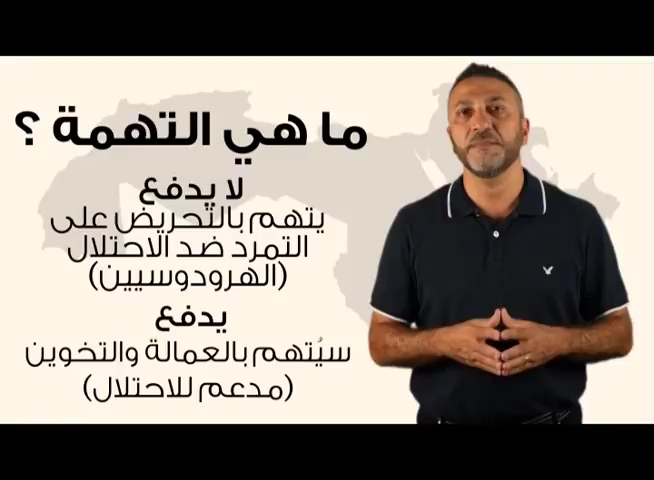 ما هي التهمة ؟
لا يدفع
يتهم بالتحريض على
التمرد ضد الاحتلال
(الهرودوسيين)
يدفع
سيُتهم بالعمالة والتخوين
(مدعم للاحتلال)